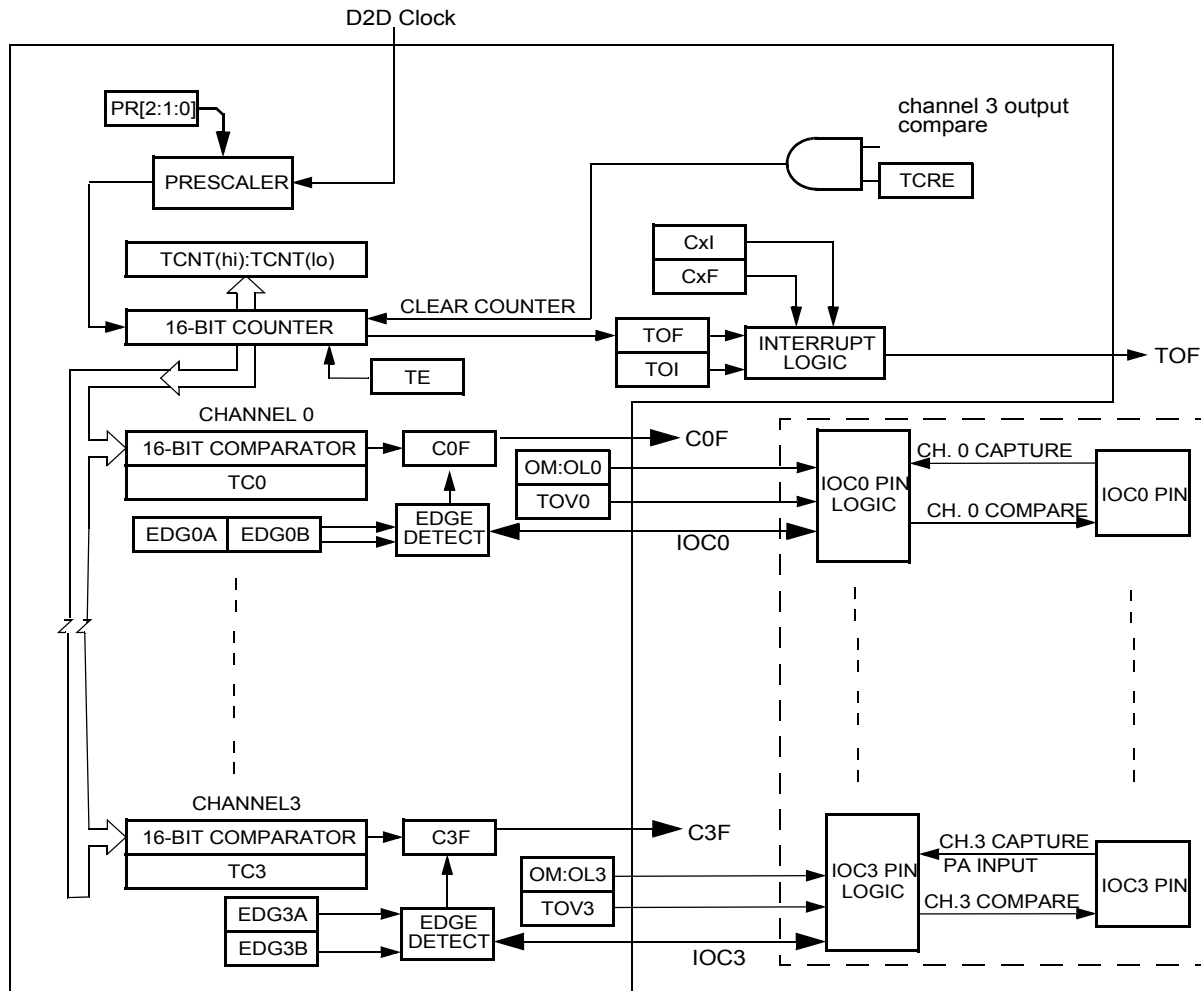 D2D Clock
PR[2:1:0]
channel 3 output
compare
PRESCALER
TCRE
TCNT(hi):TCNT(lo)
CxI
CxF
CLEAR COUNTER
16-BIT COUNTER
TOF
TOI
INTERRUPT
LOGIC
TOF
TE
CHANNEL 0
16-BIT COMPARATOR
TC0
C0F
C0F
OM:OL0
TOV0
IOC0 PIN
LOGIC
CH. 0 CAPTURE
CH. 0 COMPARE
IOC0 PIN
EDG0A
EDG0B
EDGE
DETECT
IOC0
CHANNEL3
16-BIT COMPARATOR
TC3
C3F
C3F
OM:OL3
TOV3
IOC3 PIN
LOGIC
CH.3 CAPTURE
PA INPUT
CH.3 COMPARE
IOC3 PIN
EDG3A
EDG3B
EDGE
DETECT
IOC3